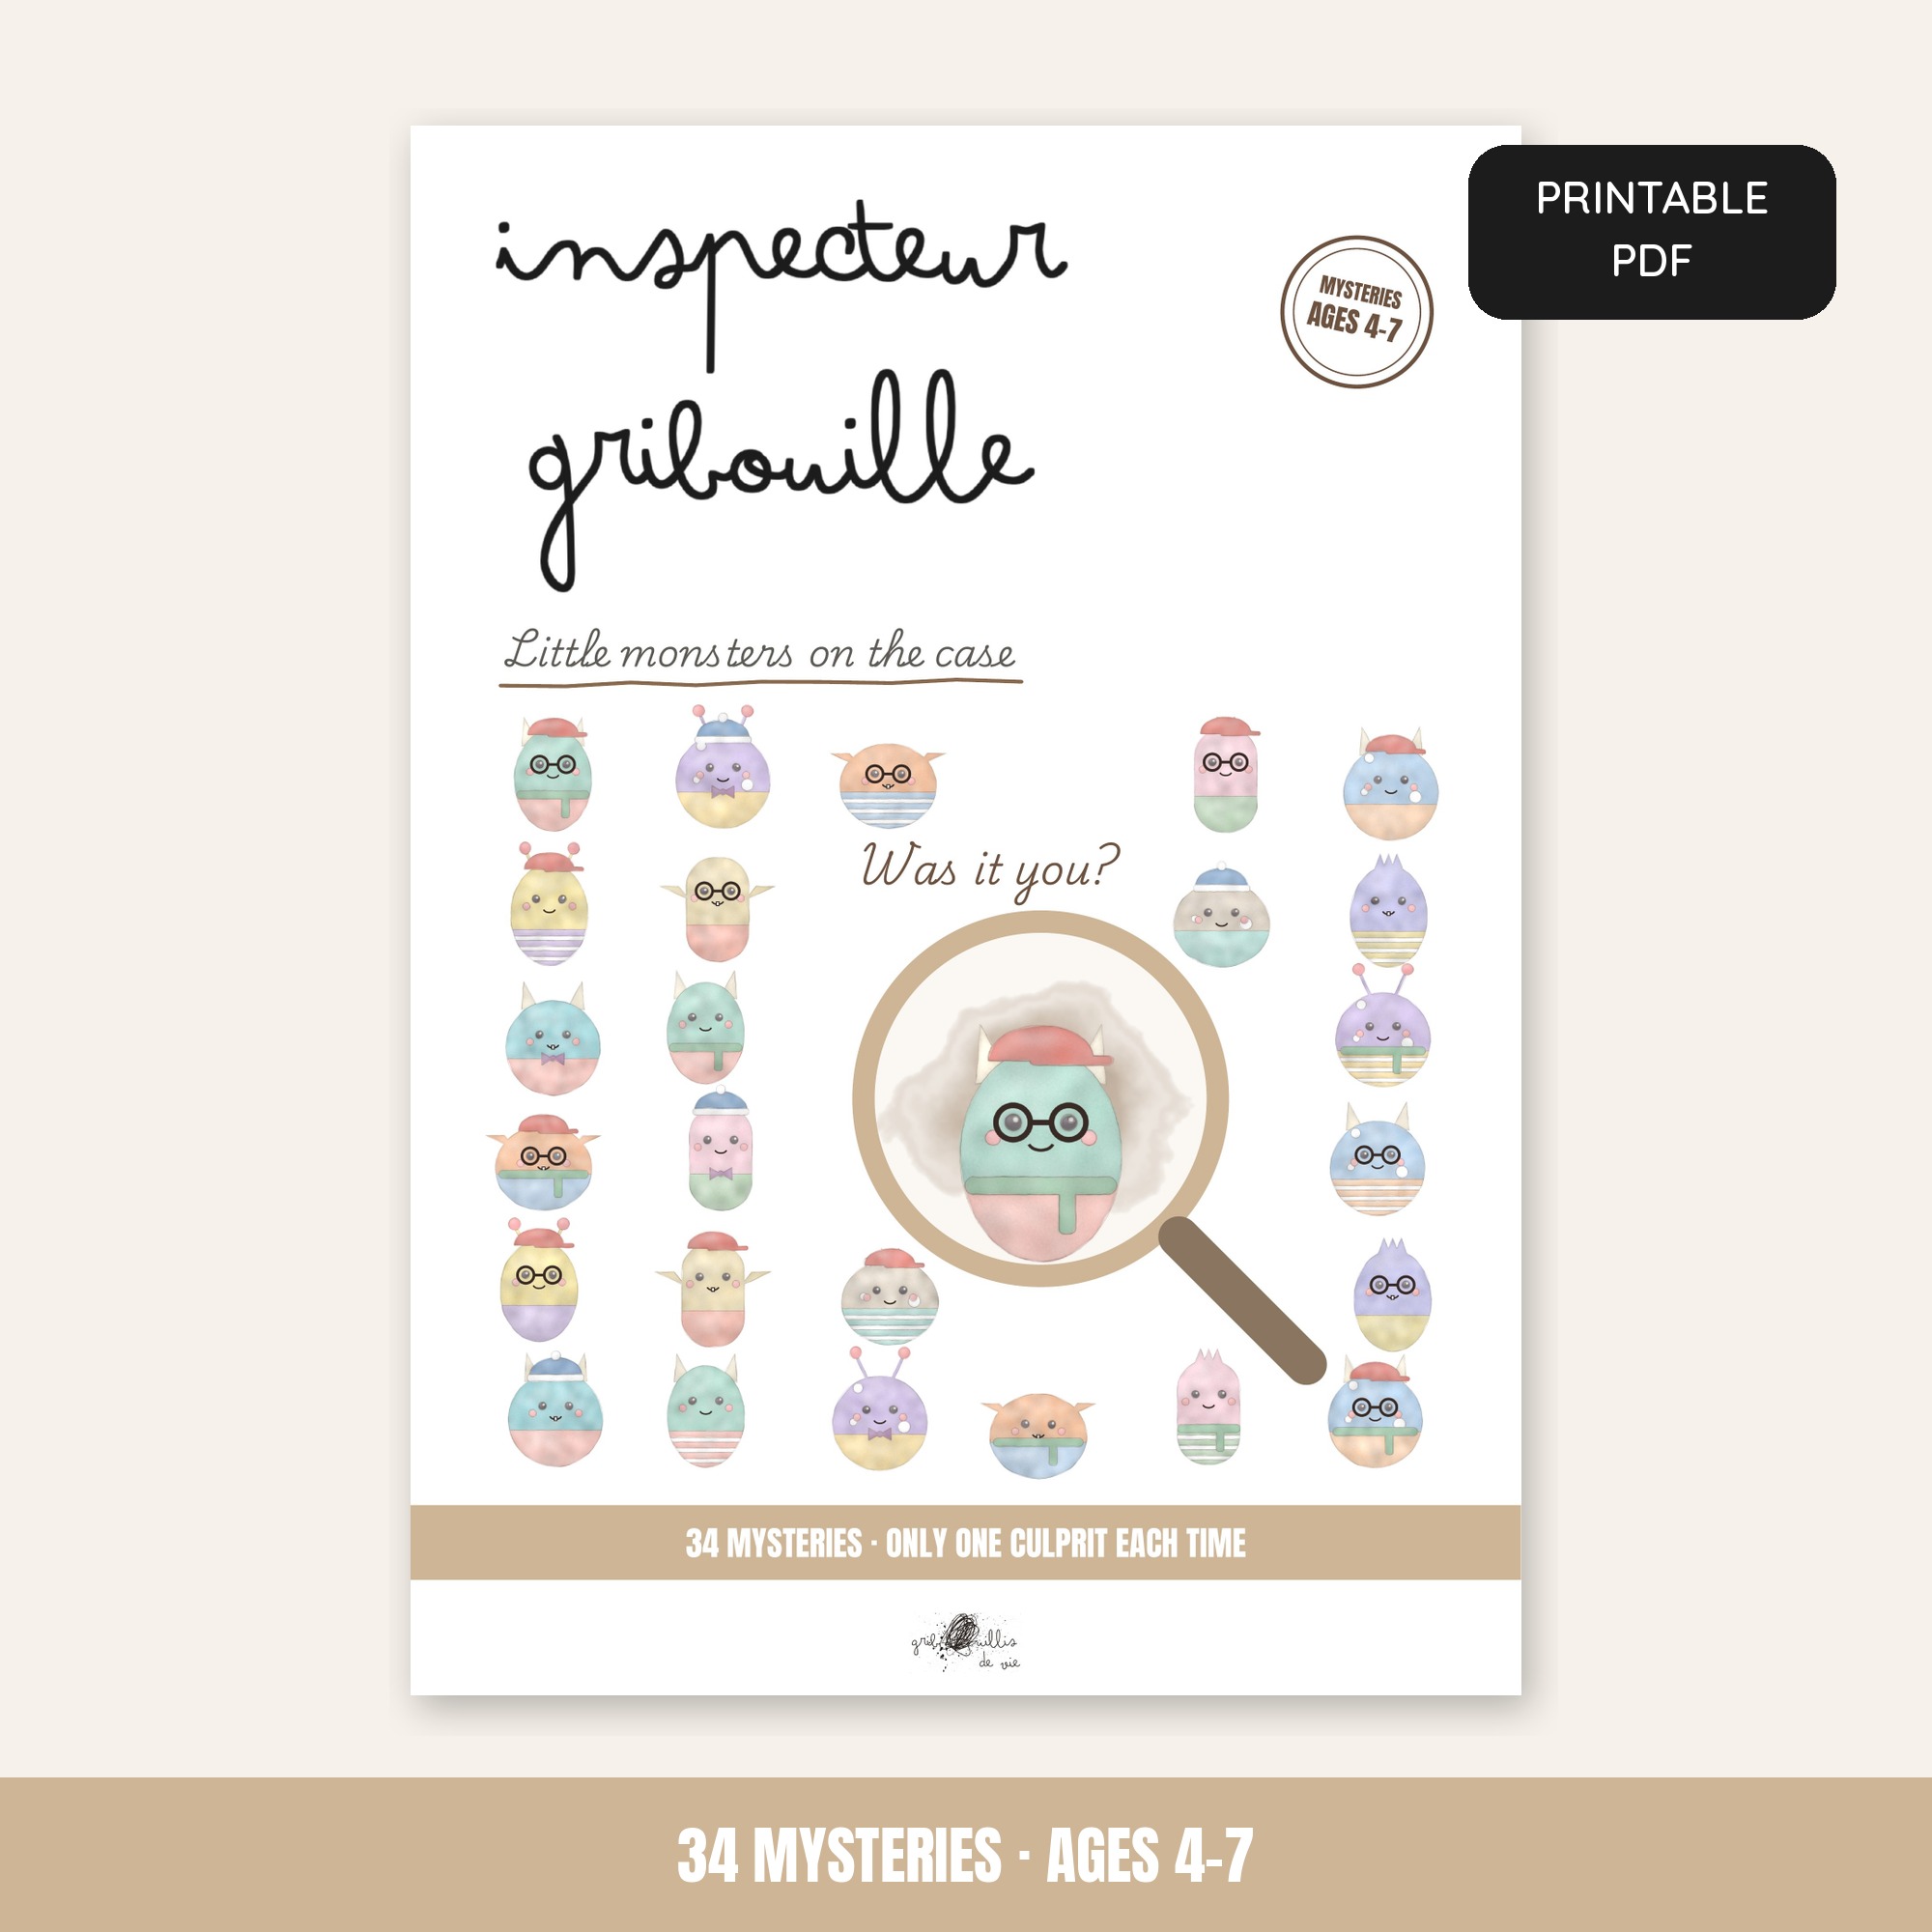 inspecteur
gribouille
MYSTERIES
AGES 4-7
PRINTABLE
PDF
Little monsters on the case
Was it you?
34 MYSTERIES · ONLY ONE CULPRIT EACH TIME
de vie
34 MYSTERIES · AGES 4-7